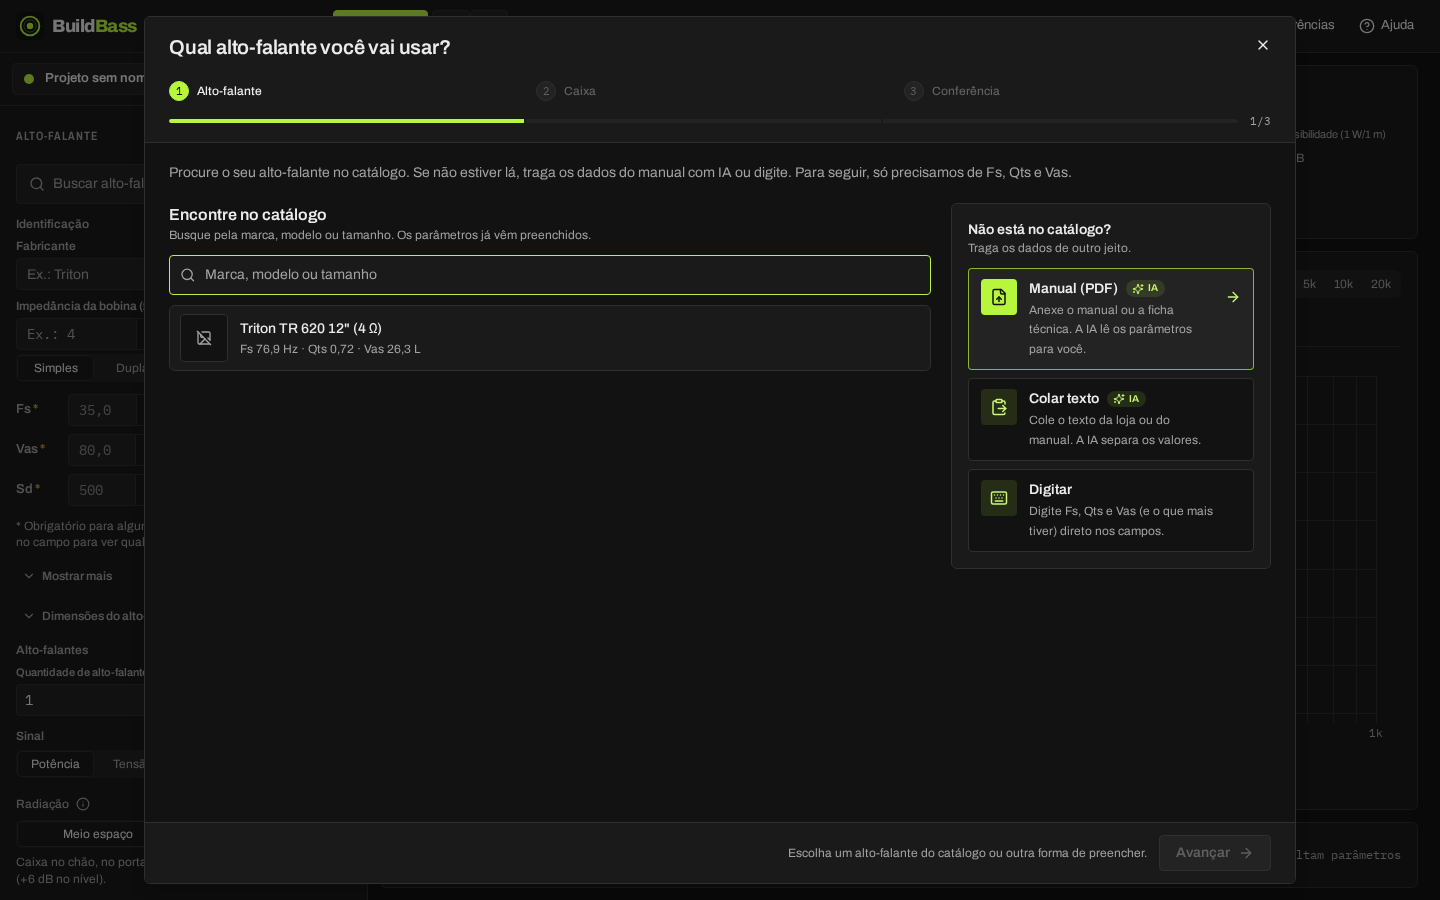 BuildBass
rências
Ajuda
Projeto sem nom
ALTO-FALANTE
Buscar alto-fal
Identificação
Fabricante
Ex.: Triton
Impedância da bobina (
Ex.: 4
Simples
Dupl
Fs*
35,0
Vas*
80,0
Sd*
500
* Obrigatório para algun
no campo para ver qual
Mostrar mais
Dimensões do alto
Alto-falantes
Quantidade de alto-falante
1
Sinal
Potência
Tensã
Radiação
Meio espaço
Caixa no chão, no porta
(+6 dB no nível).
Qual alto-falante você vai usar?
1 Alto-falante
2 Caixa
3 Conferência
1/3
Procure o seu alto-falante no catálogo. Se não estiver lá, traga os dados do manual com IA ou digite. Para seguir, só precisamos de Fs, Qts e Vas.
Encontre no catálogo
Busque pela marca, modelo ou tamanho. Os parâmetros já vêm preenchidos.
Marca, modelo ou tamanho
Triton TR 620 12" (4 Ω)
Fs 76,9 Hz · Qts 0,72 · Vas 26,3 L
Não está no catálogo?
Traga os dados de outro jeito.
Manual (PDF) IA
Anexe o manual ou a ficha
técnica. A IA lê os parâmetros
para você.
Colar texto IA
Cole o texto da loja ou do
manual. A IA separa os valores.
Digitar
Digite Fs, Qts e Vas (e o que mais
tiver) direto nos campos.
Escolha um alto-falante do catálogo ou outra forma de preencher.
Avançar
sibilidade (1 W/1 m)
B
5k
10k
20k
1k
ltam parâmetros